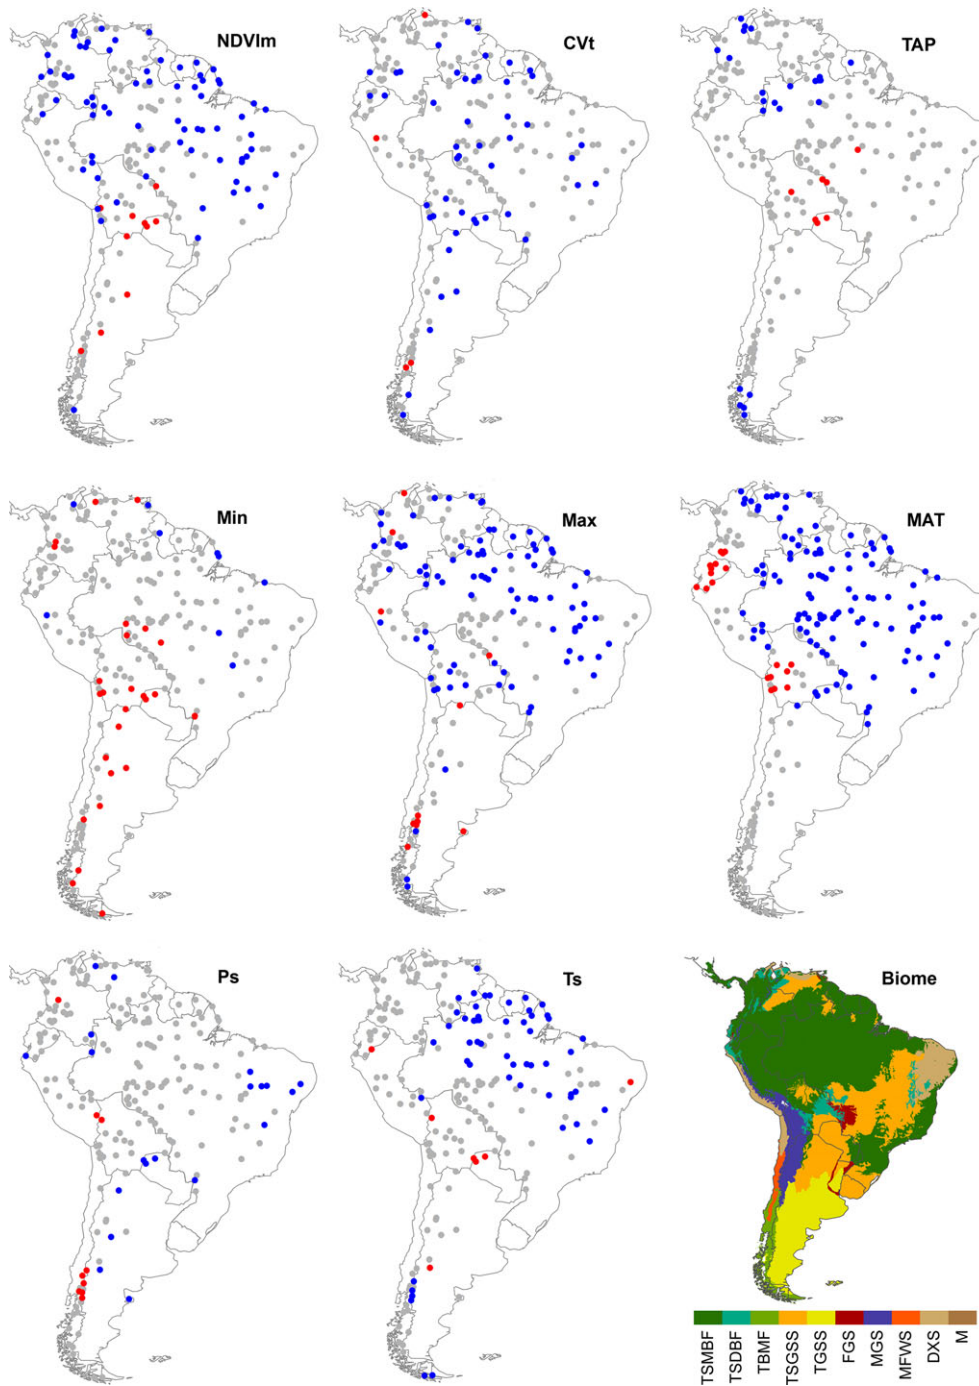 NDVIm
CVt
TAP
Min
Max
MAT
Ps
Ts
Biome
TSMBF
TSDBF
TBMF
TSGSS
TGSS
FGS
MGS
MFWS
DXS
M